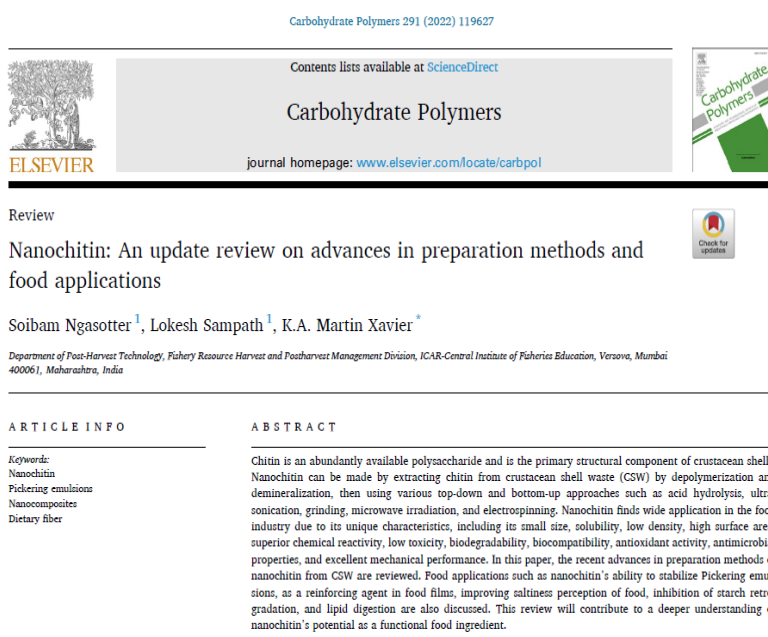 Carbohydrate Polymers 291 (2022) 119627
Contents lists available at ScienceDirect
Carbohydrate Polymers
journal homepage: www.elsevier.com/locate/carbpol
ELSEVIER
Carbohydrate
Polymers
Review
Check for
updates
Nanochitin: An update review on advances in preparation methods and
food applications
Soibam Ngasotter 1, Lokesh Sampath 1, K.A. Martin Xavier *
Department of Post-Harvest Technology, Fishery Resource Harvest and Postharvest Management Division, ICAR-Central Institute of Fisheries Education, Versova, Mumbai
400061, Maharashtra, India
ARTICLE INFO
Keywords:
Nanochitin
Pickering emulsions
Nanocomposites
Dietary fiber
ABSTRACT
Chitin is an abundantly available polysaccharide and is the primary structural component of crustacean shell
Nanochitin can be made by extracting chitin from crustacean shell waste (CSW) by depolymerization an
demineralization, then using various top-down and bottom-up approaches such as acid hydrolysis, ultr
sonication, grinding, microwave irradiation, and electrospinning. Nanochitin finds wide application in the foo
industry due to its unique characteristics, including its small size, solubility, low density, high surface are
superior chemical reactivity, low toxicity, biodegradability, biocompatibility, antioxidant activity, antimicrobi
properties, and excellent mechanical performance. In this paper, the recent advances in preparation methods
nanochitin from CSW are reviewed. Food applications such as nanochitin's ability to stabilize Pickering emu
sions, as a reinforcing agent in food films, improving saltiness perception of food, inhibition of starch retr
gradation, and lipid digestion are also discussed. This review will contribute to a deeper understanding
nanochitin's potential as a functional food ingredient.